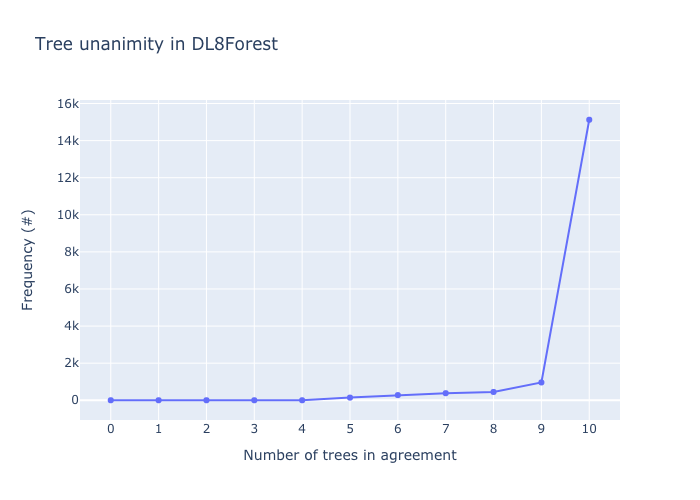 Tree unanimity in DL8Forest
16k
14k
12k
10k
8k
6k
4k
2k
0
Frequency (#)
0 1 2 3 4 5 6 7 8 9 10
Number of trees in agreement